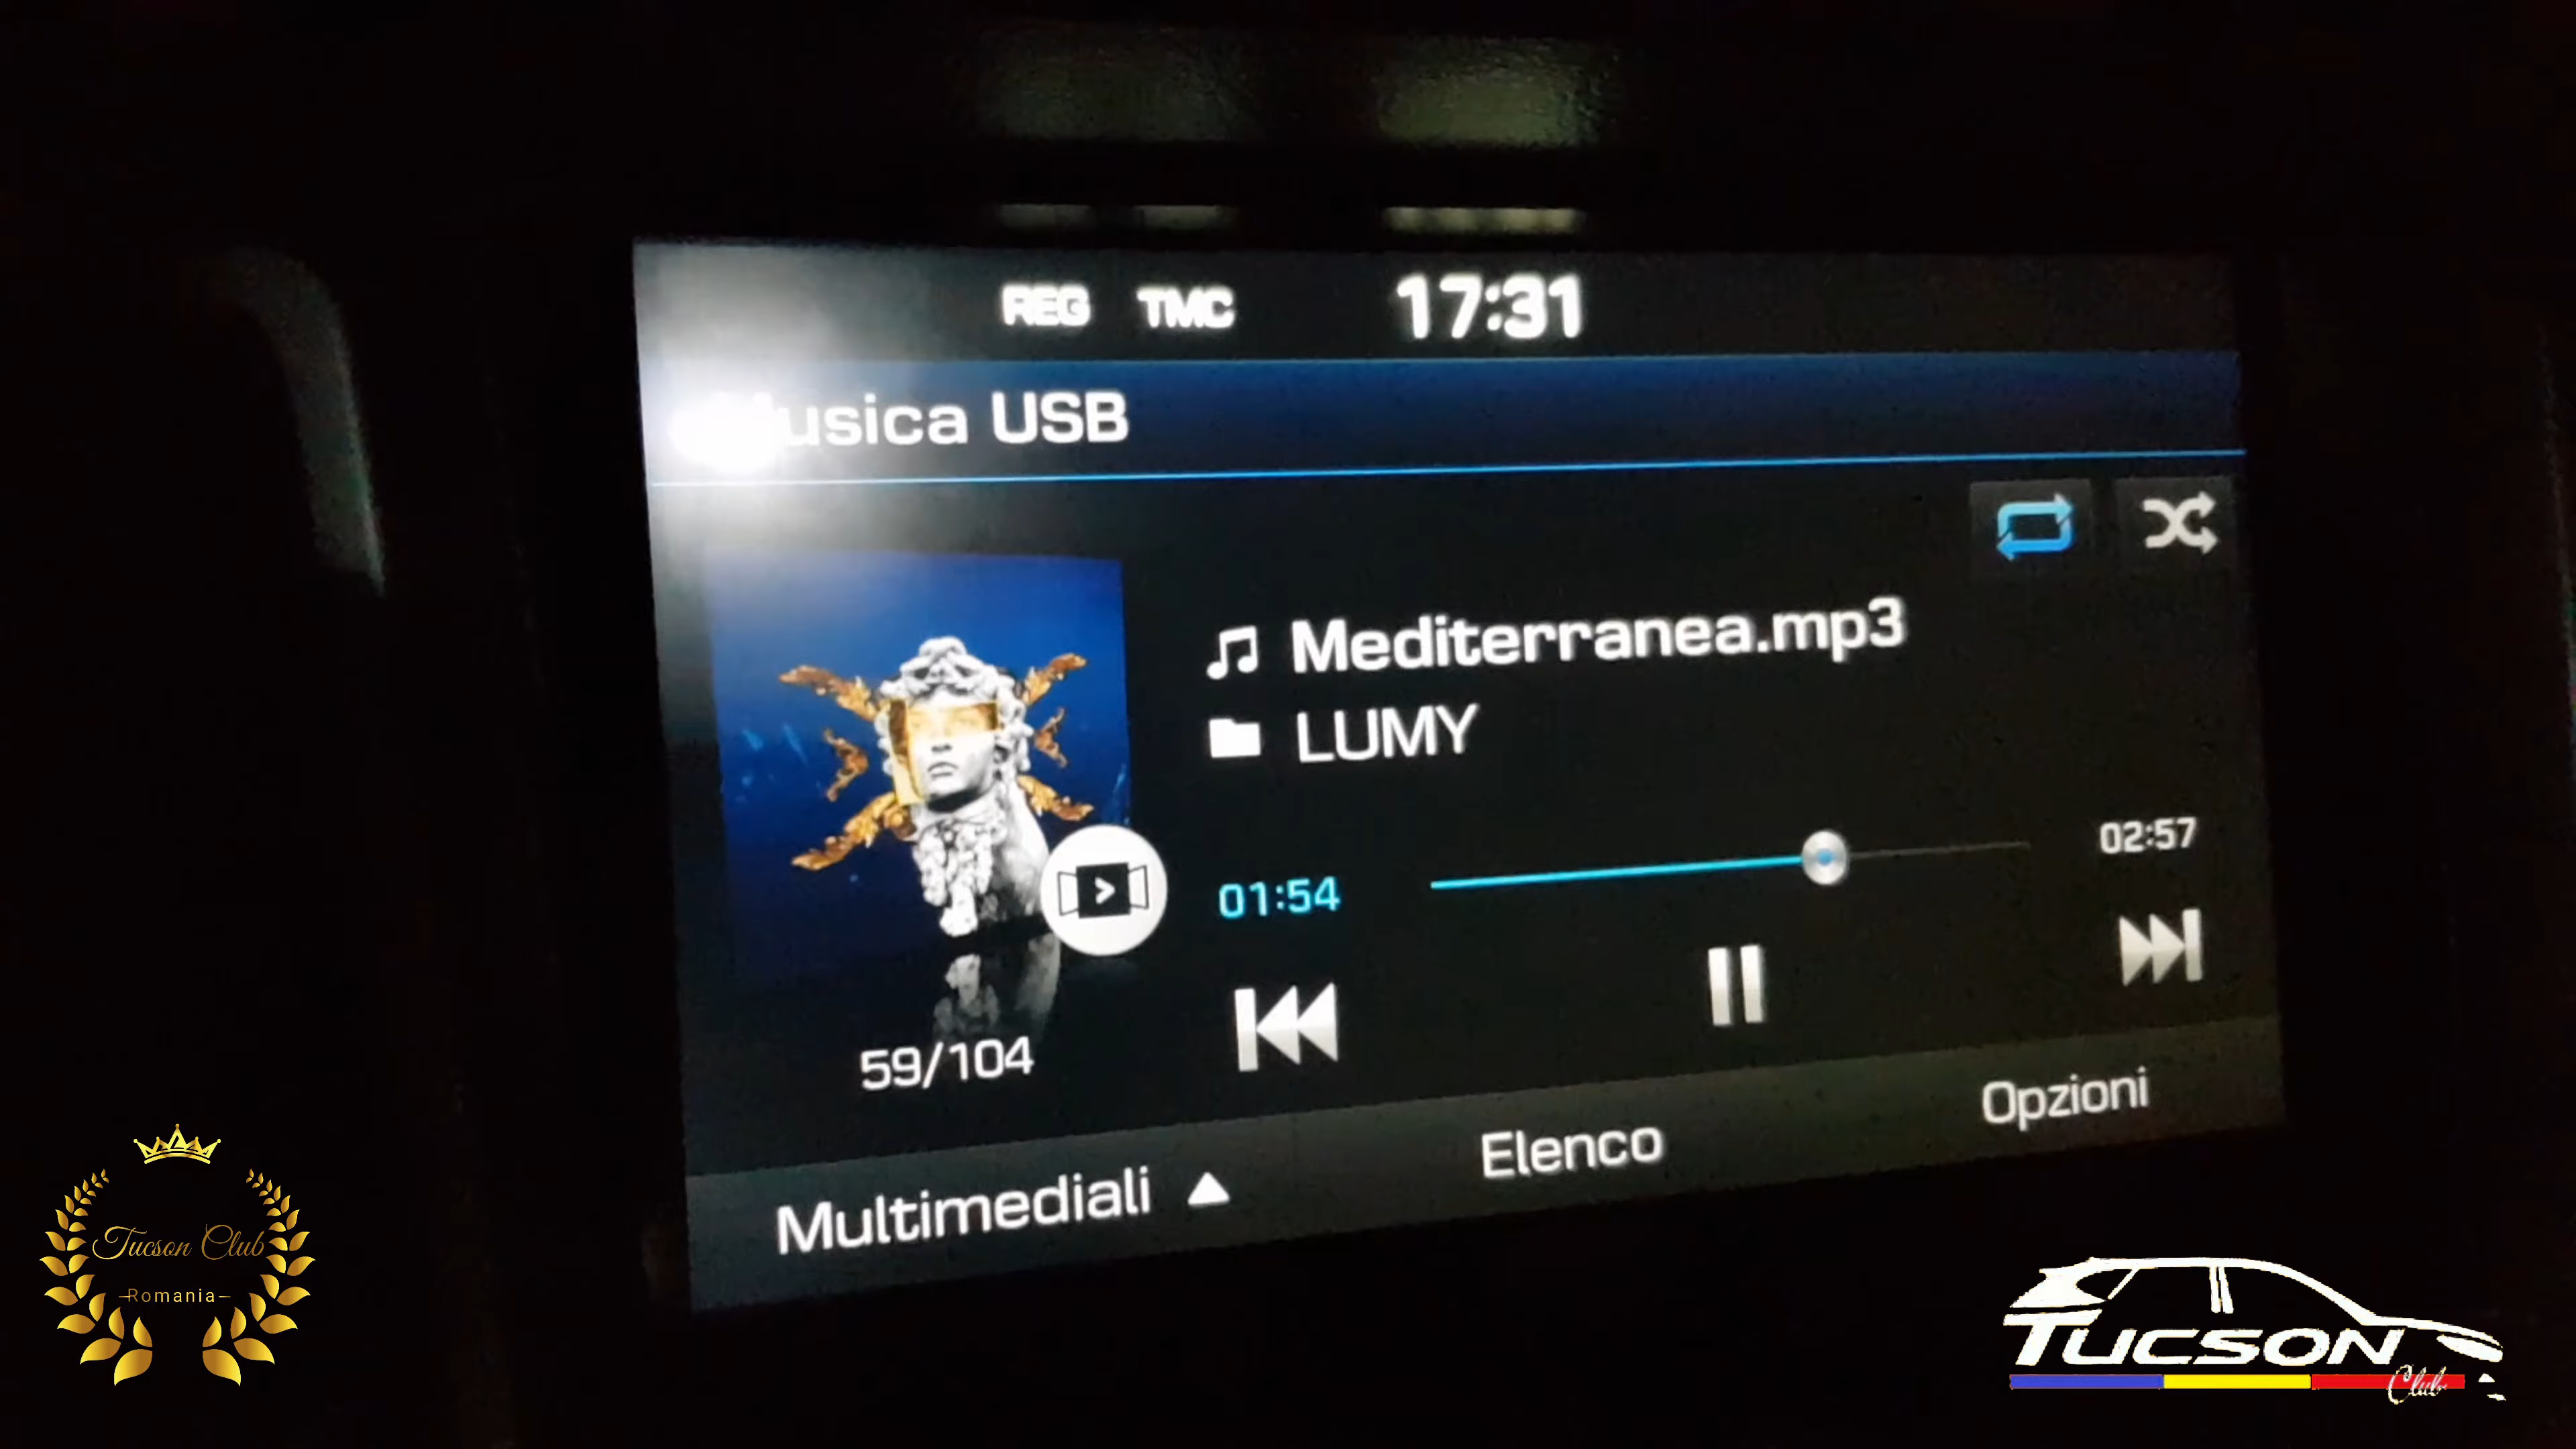 REG TMC 17:31
Musica USB
Mediterranea.mp3
LUMY
01:54
02:57
59/104
Multimediali
Elenco
Opzioni
Tucson Club
Romania
TUCSON
Club